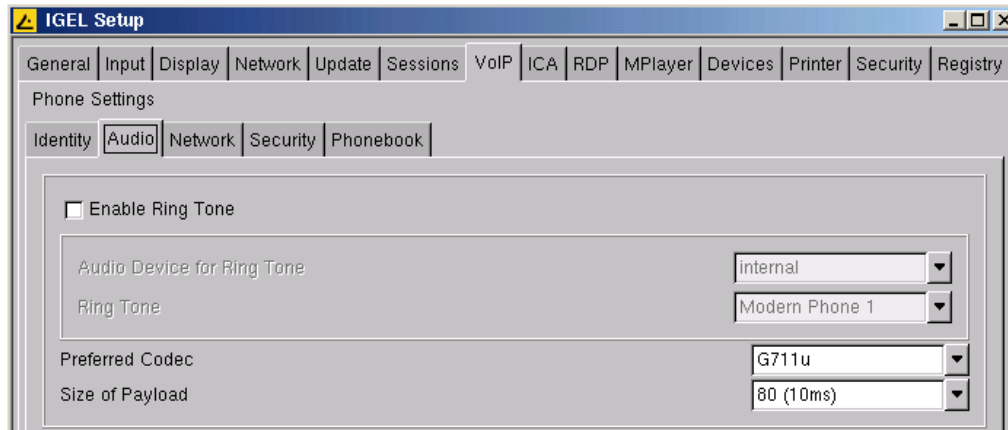 IGEL Setup
General Input Display Network Update Sessions VoIP ICA RDP MPlayer Devices Printer Security Registry
Phone Settings
Identity Audio Network Security Phonebook
Enable Ring Tone
Audio Device for Ring Tone internal
Ring Tone Modern Phone 1
Preferred Codec G711u
Size of Payload 80 (10ms)